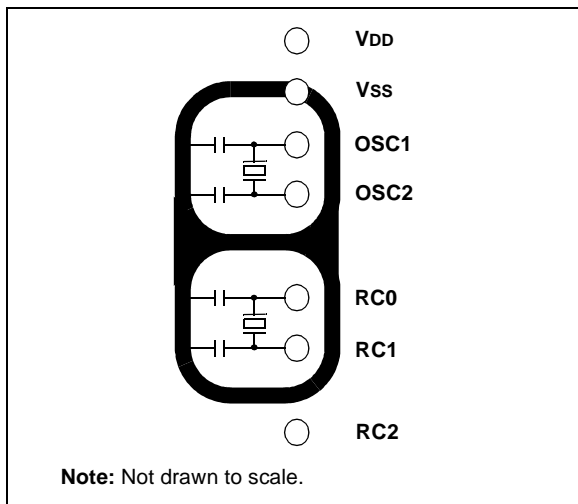 VDD
VSS
OSC1
OSC2
RC0
RC1
RC2
Note: Not drawn to scale.